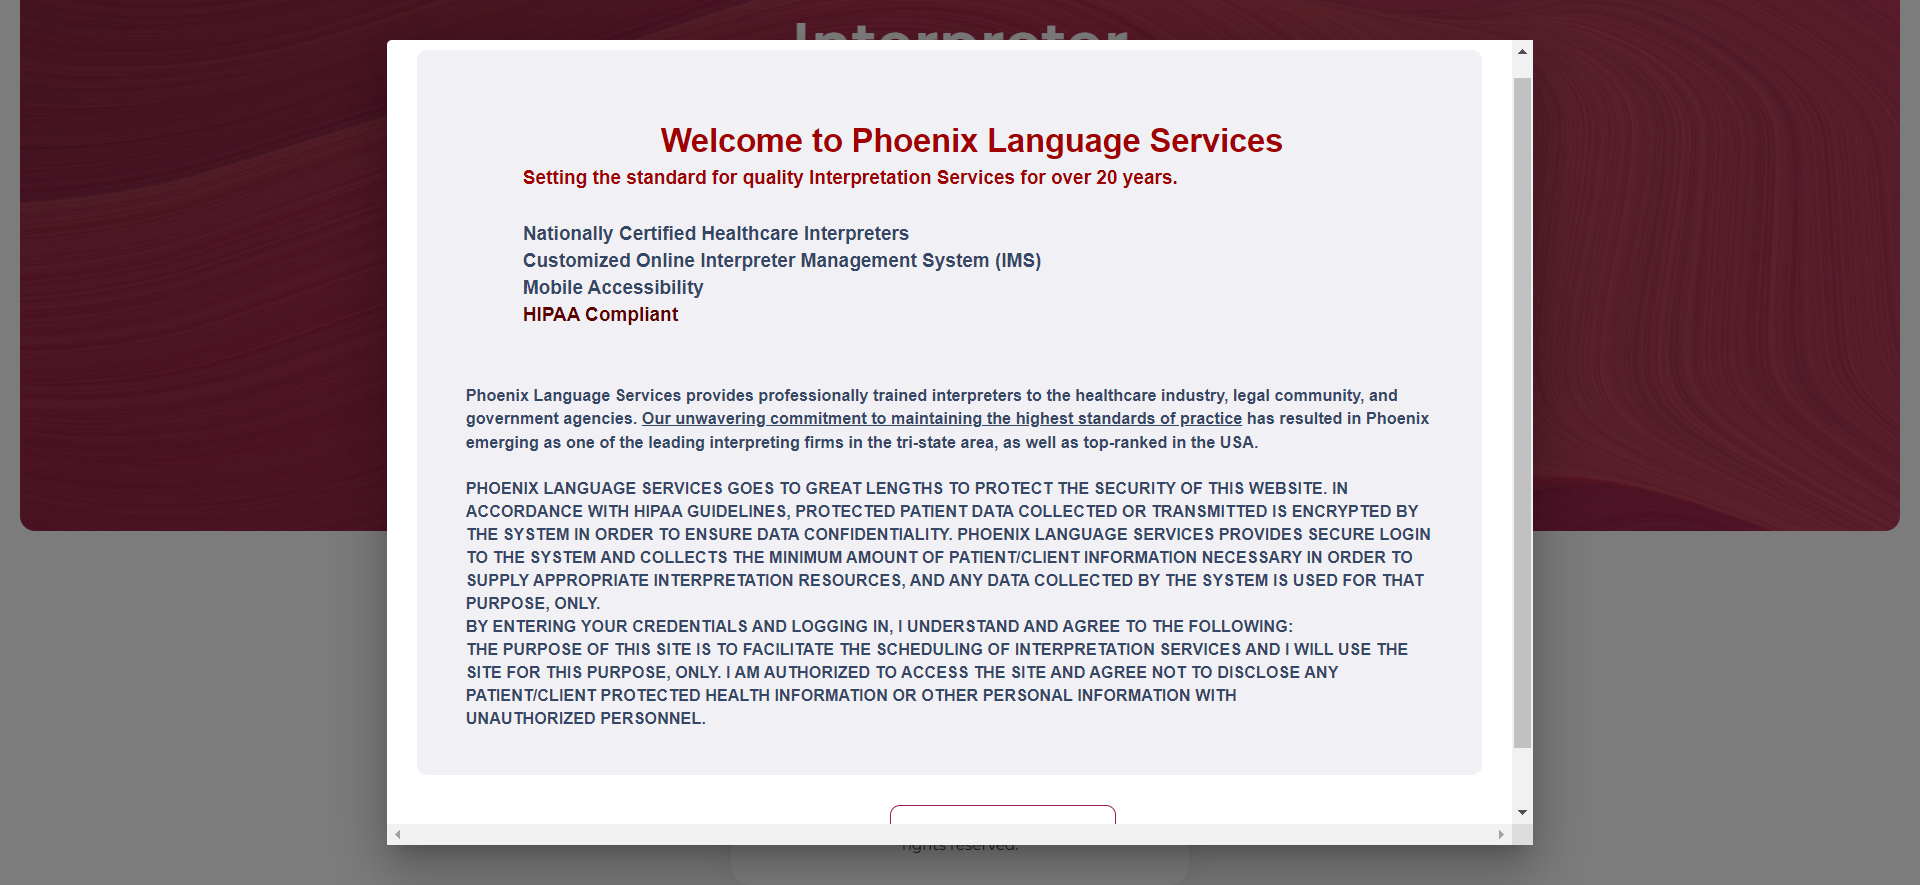 Interpreter
Welcome to Phoenix Language Services
Setting the standard for quality Interpretation Services for over 20 years.
Nationally Certified Healthcare Interpreters
Customized Online Interpreter Management System (IMS)
Mobile Accessibility
HIPAA Compliant
Phoenix Language Services provides professionally trained interpreters to the healthcare industry, legal community, and
government agencies. Our unwavering commitment to maintaining the highest standards of practice has resulted in Phoenix
emerging as one of the leading interpreting firms in the tri-state area, as well as top-ranked in the USA.
PHOENIX LANGUAGE SERVICES GOES TO GREAT LENGTHS TO PROTECT THE SECURITY OF THIS WEBSITE. IN
ACCORDANCE WITH HIPAA GUIDELINES, PROTECTED PATIENT DATA COLLECTED OR TRANSMITTED IS ENCRYPTED BY
THE SYSTEM IN ORDER TO ENSURE DATA CONFIDENTIALITY. PHOENIX LANGUAGE SERVICES PROVIDES SECURE LOGIN
TO THE SYSTEM AND COLLECTS THE MINIMUM AMOUNT OF PATIENT/CLIENT INFORMATION NECESSARY IN ORDER TO
SUPPLY APPROPRIATE INTERPRETATION RESOURCES, AND ANY DATA COLLECTED BY THE SYSTEM IS USED FOR THAT
PURPOSE, ONLY.
BY ENTERING YOUR CREDENTIALS AND LOGGING IN, I UNDERSTAND AND AGREE TO THE FOLLOWING:
THE PURPOSE OF THIS SITE IS TO FACILITATE THE SCHEDULING OF INTERPRETATION SERVICES AND I WILL USE THE
SITE FOR THIS PURPOSE, ONLY. I AM AUTHORIZED TO ACCESS THE SITE AND AGREE NOT TO DISCLOSE ANY
PATIENT/CLIENT PROTECTED HEALTH INFORMATION OR OTHER PERSONAL INFORMATION WITH
UNAUTHORIZED PERSONNEL.
rights reserved.